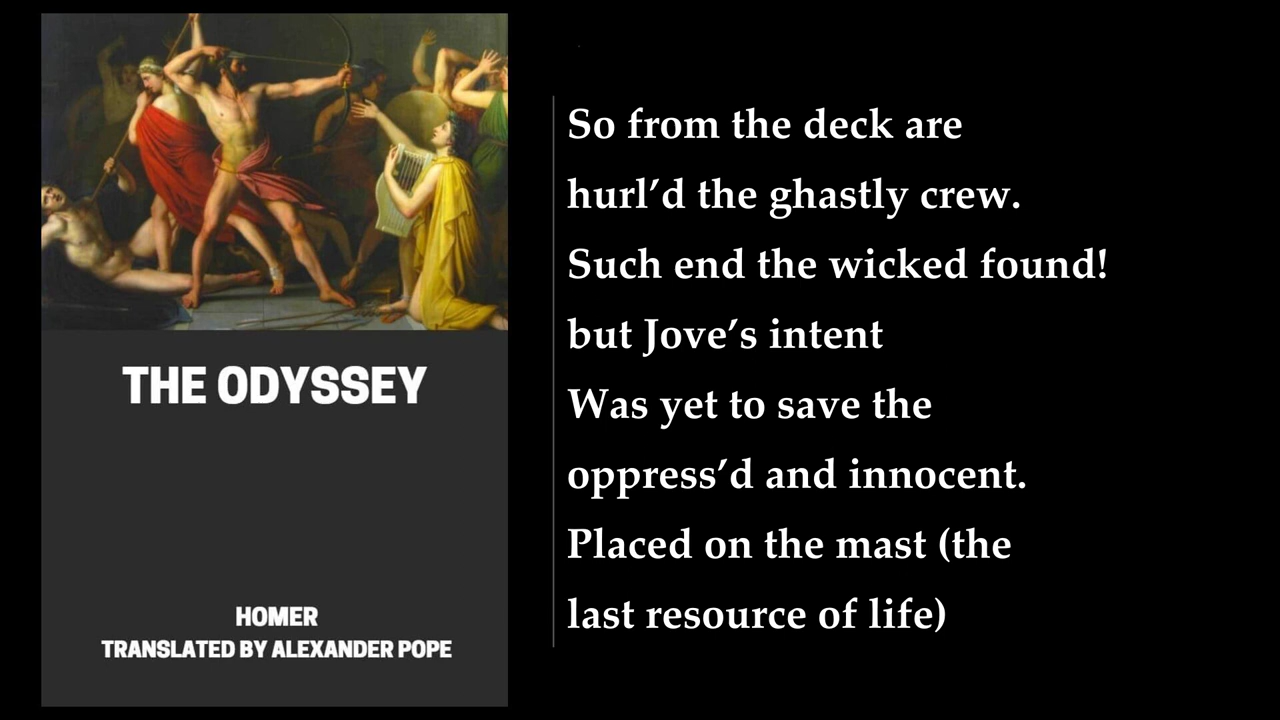 THE ODYSSEY
HOMER
TRANSLATED BY ALEXANDER POPE
So from the deck are
hurl’d the ghastly crew.
Such end the wicked found!
but Jove’s intent
Was yet to save the
oppress’d and innocent.
Placed on the mast (the
last resource of life)